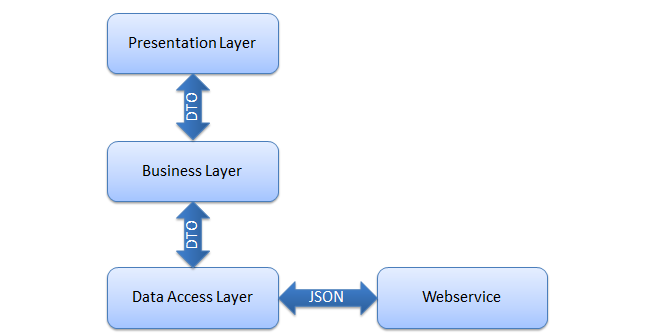 Presentation Layer
DTO
Business Layer
DTO
Data Access Layer
JSON
Webservice